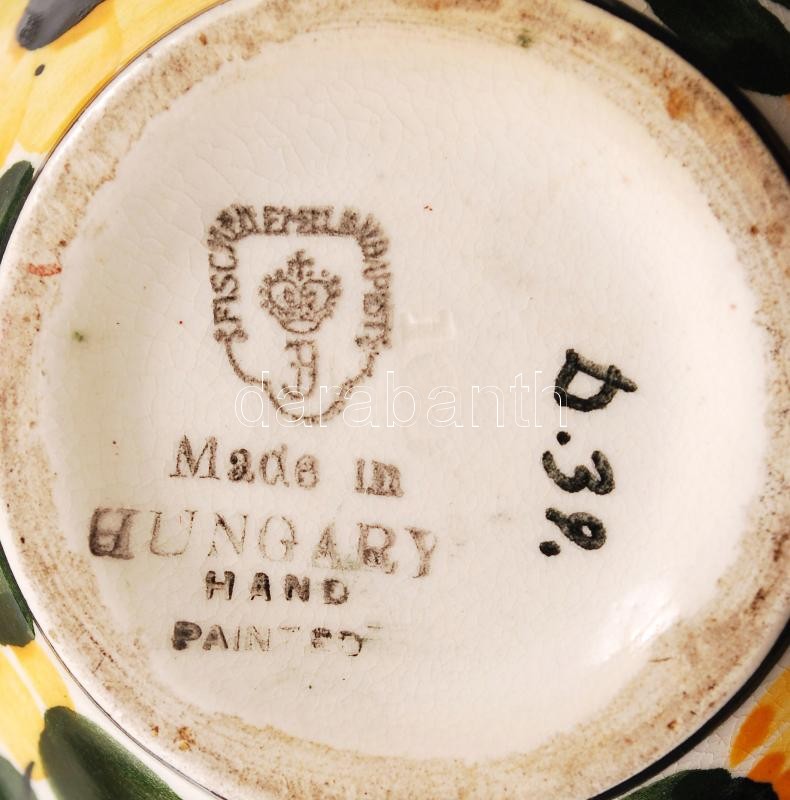 FISCHER EMIL BUDAPEST
J
Made in
HUNGARY
HAND
PAINTED
D.39.
darabanth